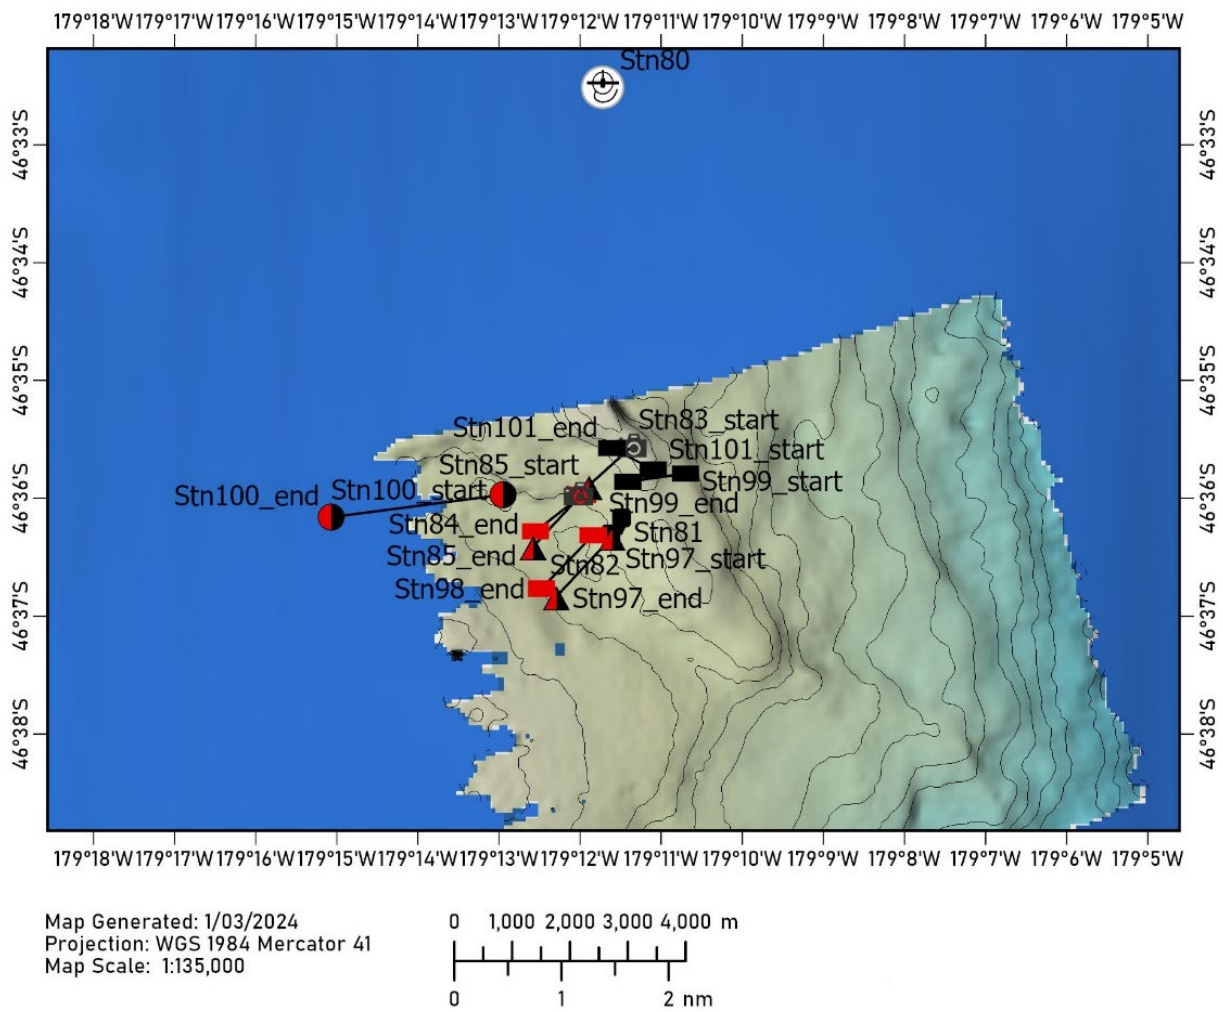 179°18'W 179°17'W 179°16'W 179°15'W 179°14'W 179°13'W 179°12'W 179°11'W 179°10'W 179°9'W 179°8'W 179°7'W 179°6'W 179°5'W
Stn80
46°33'S 46°33'S
46°34'S 46°34'S
46°35'S 46°35'S
Stn83_start
Stn101_end
Stn101_start
Stn85_start
Stn99_start
46°36'S 46°36'S
Stn100_end Stn100_start
Stn99_end
Stn84_end
Stn81
Stn85_end
Stn82
Stn97_start
Stn98_end
Stn97_end
46°37'S 46°37'S
46°38'S 46°38'S
179°18'W 179°17'W 179°16'W 179°15'W 179°14'W 179°13'W 179°12'W 179°11'W 179°10'W 179°9'W 179°8'W 179°7'W 179°6'W 179°5'W
Map Generated: 1/03/2024
Projection: WGS 1984 Mercator 41
Map Scale: 1:135,000
0 1,000 2,000 3,000 4,000 m
0 1 2 nm